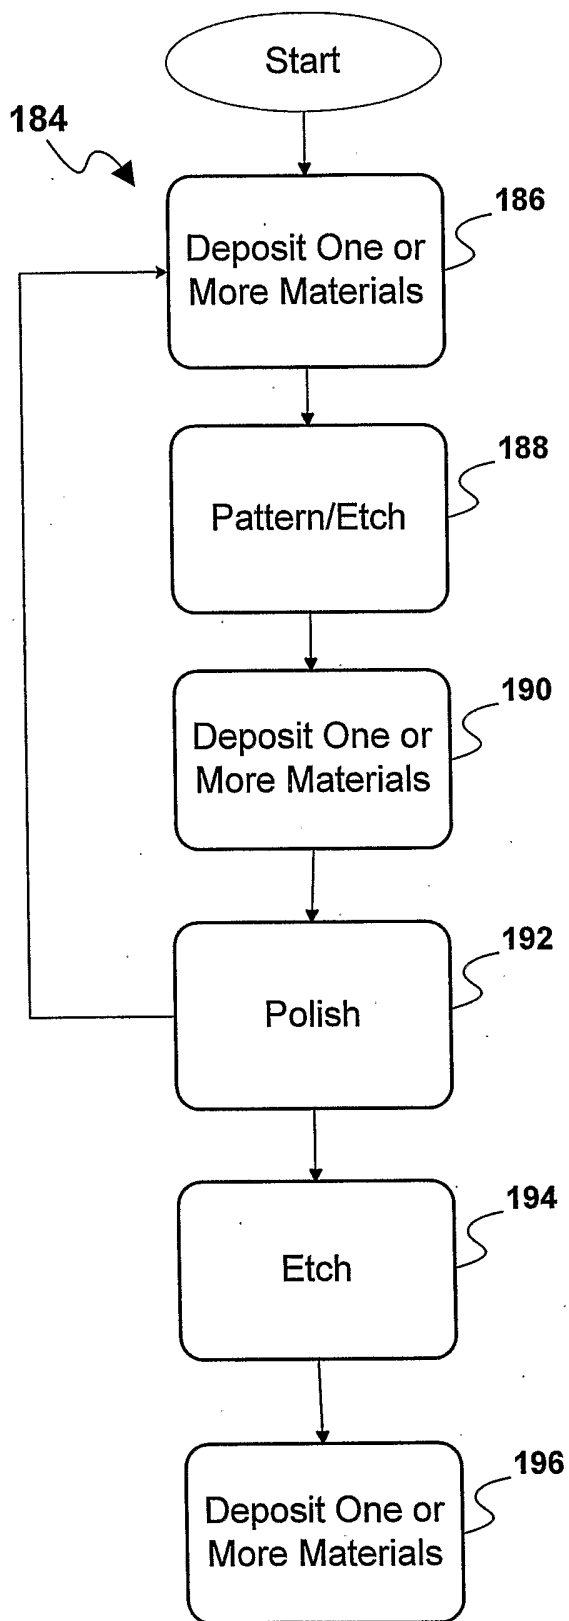 Start
184
186
Deposit One or
More Materials
188
Pattern/Etch
190
Deposit One or
More Materials
192
Polish
194
Etch
196
Deposit One or
More Materials